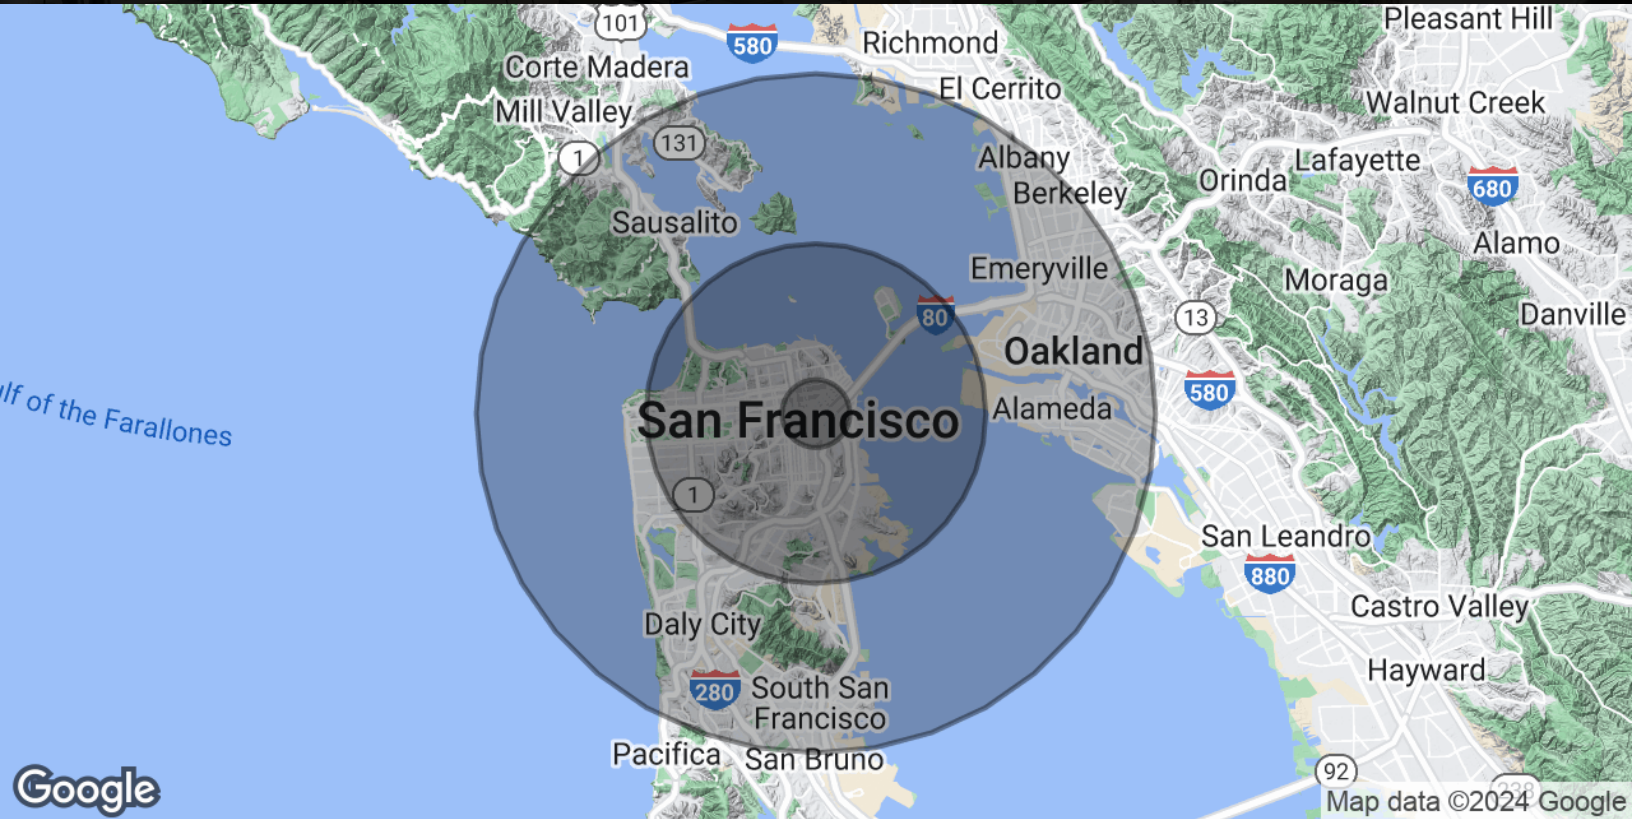 Pleasant Hill
101
580
Richmond
Corte Madera
El Cerrito
Walnut Creek
Mill Valley
131
1
Albany
Lafayette
Orinda
680
Berkeley
Sausalito
Alamo
Emeryville
Moraga
80
13
Danville
Oakland
580
lf of the Farallones
San Francisco
Alameda
1
San Leandro
880
Castro Valley
Daly City
Hayward
280
South San
Francisco
Pacifica
San Bruno
92
238
Google
Map data ©2024 Google